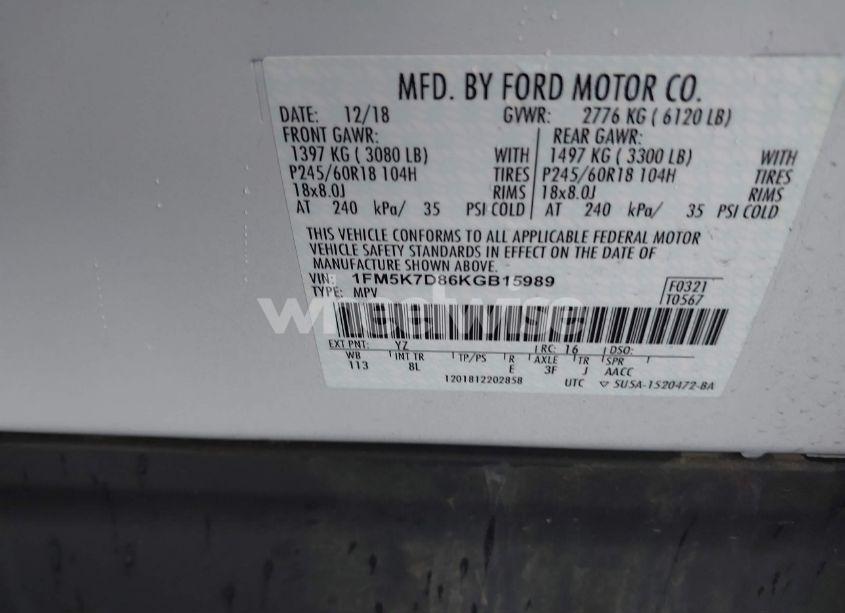 MFD. BY FORD MOTOR CO.
DATE: 12/18 GVWR: 2776 KG ( 6120 LB)
FRONT GAWR: REAR GAWR:
1397 KG ( 3080 LB) WITH 1497 KG ( 3300 LB) WITH
P245/60R18 104H TIRES P245/60R18 104H TIRES
18x8.0J RIMS 18x8.0J RIMS
AT 240 kPa/ 35 PSI COLD AT 240 kPa/ 35 PSI COLD
THIS VEHICLE CONFORMS TO ALL APPLICABLE FEDERAL MOTOR
VEHICLE SAFETY STANDARDS IN EFFECT ON THE DATE OF
MANUFACTURE SHOWN ABOVE.
VIN: 1FM5K7D86KGB15989 F0321
TYPE: MPV T0567
wheelwise
EXT PNT: YZ RC: 16 DSO:
WB INT TR TP/PS R AXLE TR SPR
113 8L E 3F J AACC
1201812202858 UTC ▽ SU5A-1520472-BA